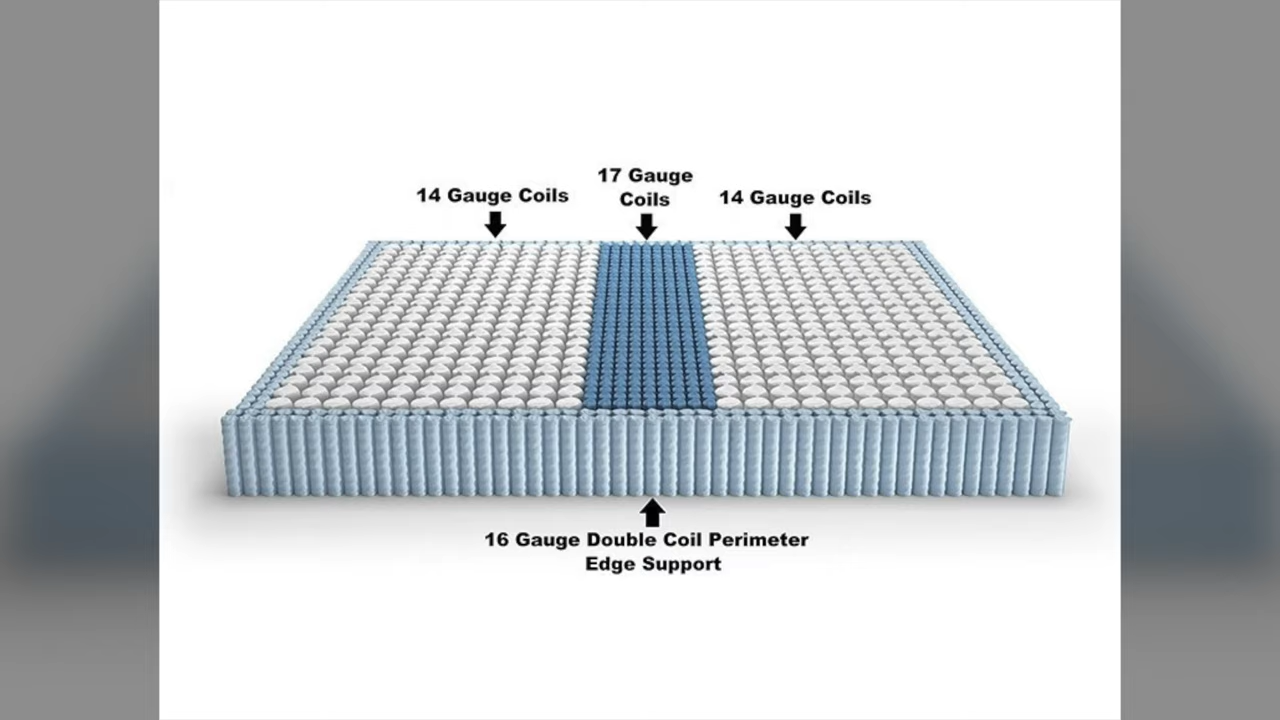 17 Gauge
Coils
14 Gauge Coils
14 Gauge Coils
16 Gauge Double Coil Perimeter
Edge Support